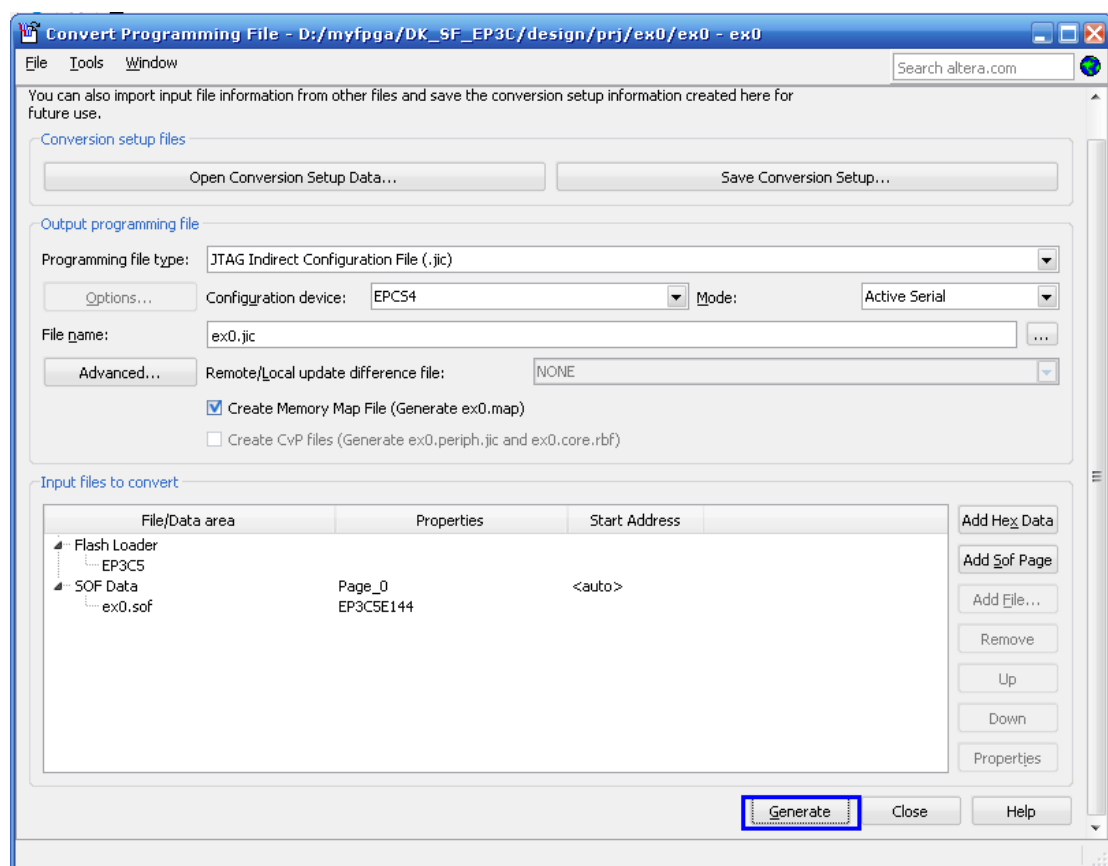 Convert Programming File - D:/myfpga/DK_SF_EP3C/design/prj/ex0/ex0 - ex0
File Tools Window Search altera.com
You can also import input file information from other files and save the conversion setup information created here for
future use.
Conversion setup files
Open Conversion Setup Data... Save Conversion Setup...
Output programming file
Programming file type: JTAG Indirect Configuration File (.jic)
Options... Configuration device: EPCS4 Mode: Active Serial
File name: ex0.jic ...
Advanced... Remote/Local update difference file: NONE
Create Memory Map File (Generate ex0.map)
Create CvP files (Generate ex0.periph.jic and ex0.core.rbf)
Input files to convert
File/Data area Properties Start Address
Add Hex Data
Flash Loader
EP3C5
Add Sof Page
SOF Data Page_0 <auto>
ex0.sof EP3C5E144
Add File...
Remove
Up
Down
Properties
Generate Close Help